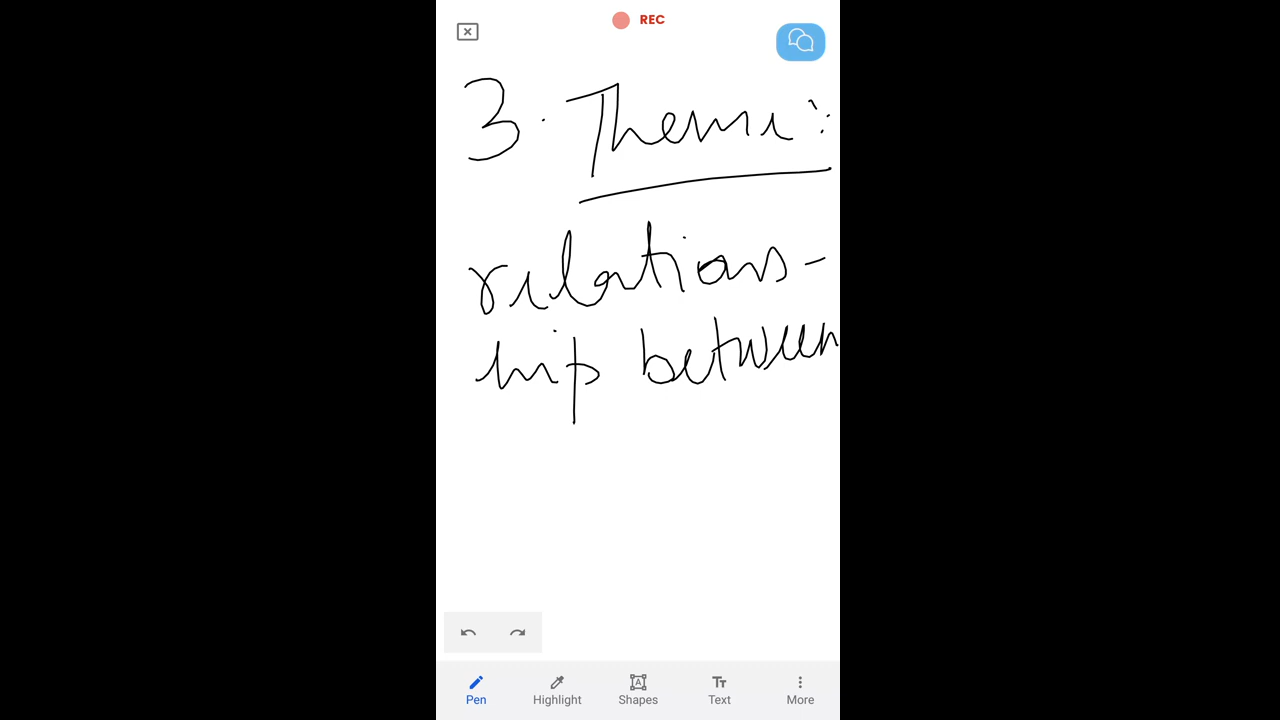 REC
3. Theme:
relations-
hip between
Pen Highlight Shapes Text More